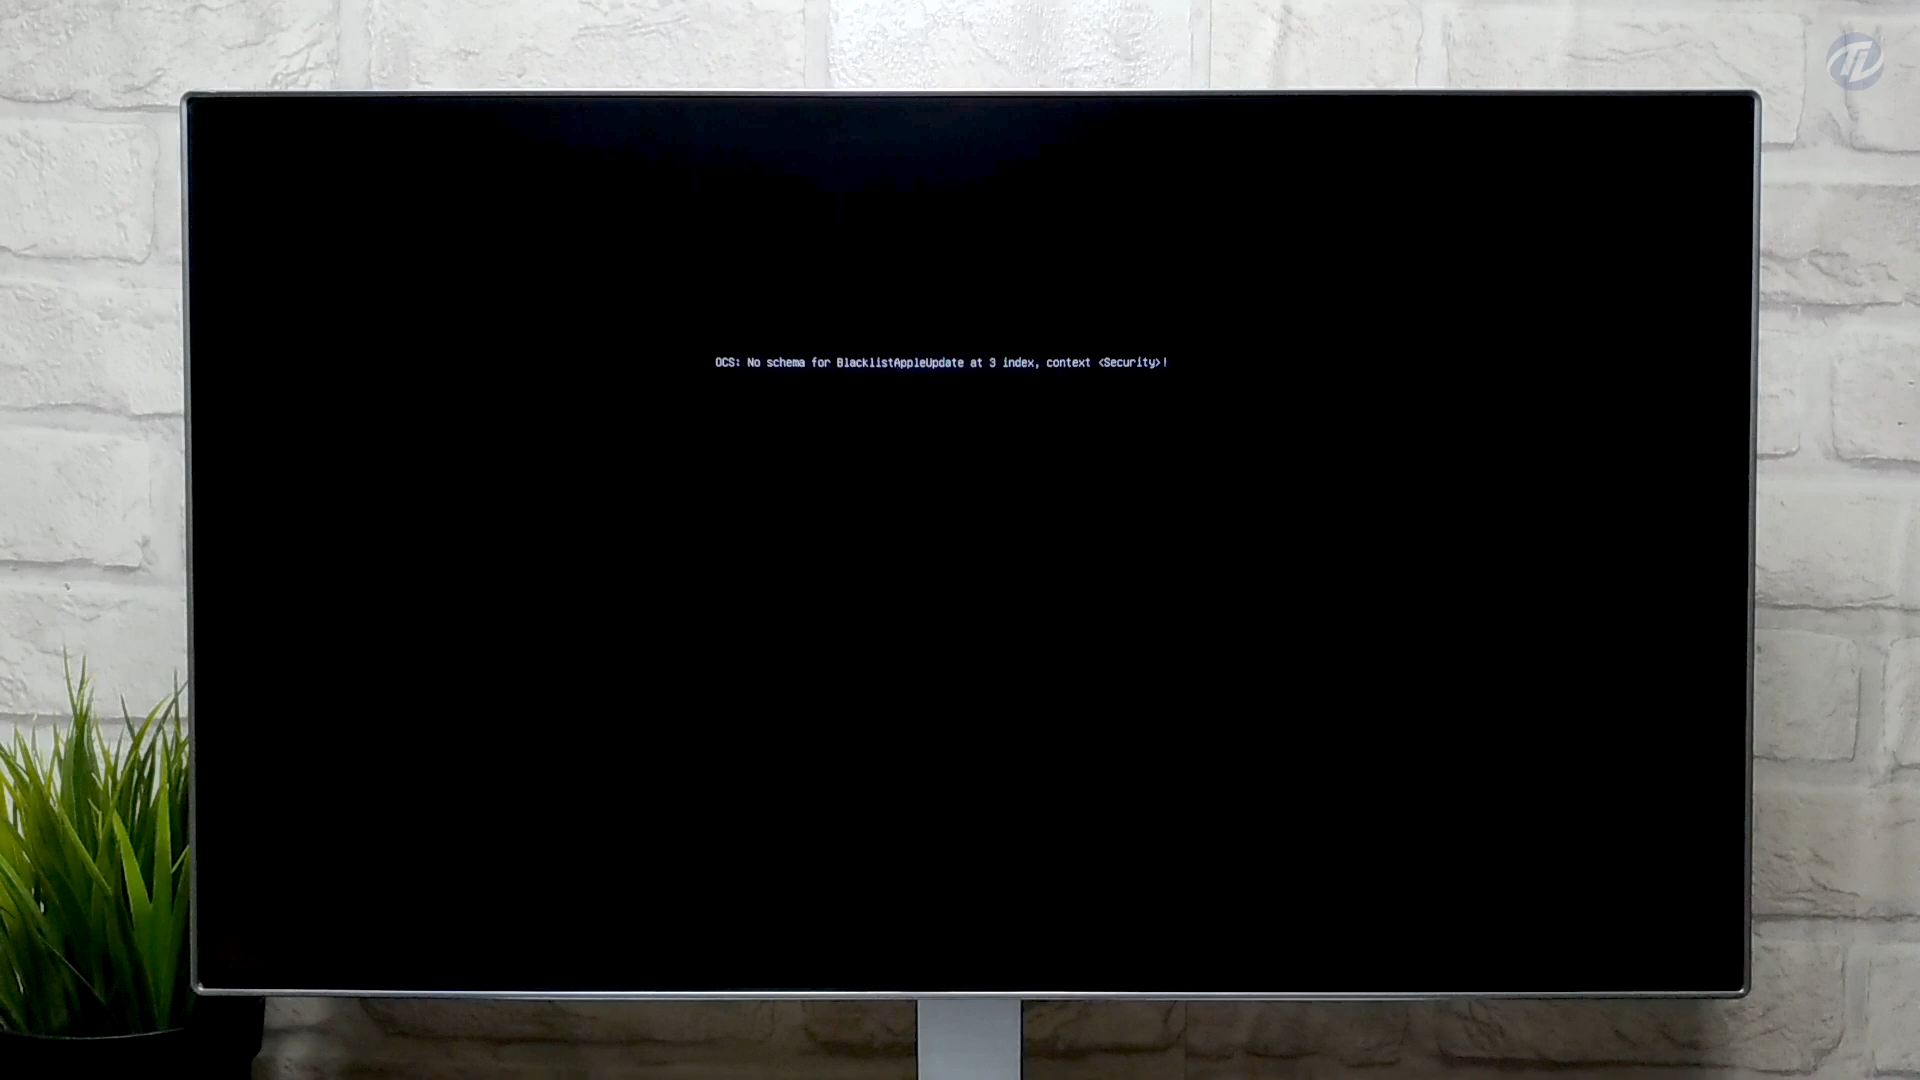 OCS: No schema for BlacklistAppleUpdate at 3 index, context <Security>!